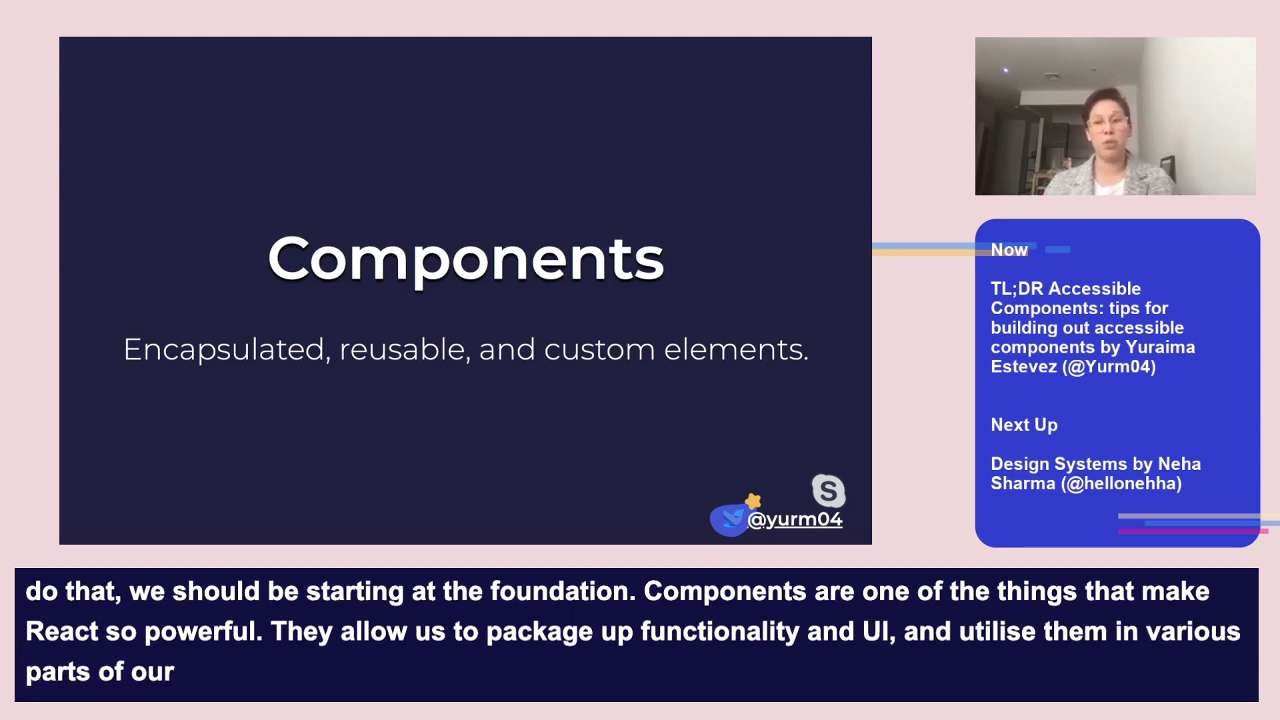 Components
Encapsulated, reusable, and custom elements.
S
@yurm04
Now
TL;DR Accessible
Components: tips for
building out accessible
components by Yuraima
Estevez (@Yurm04)
Next Up
Design Systems by Neha
Sharma (@hellonehha)
do that, we should be starting at the foundation. Components are one of the things that make
React so powerful. They allow us to package up functionality and UI, and utilise them in various
parts of our